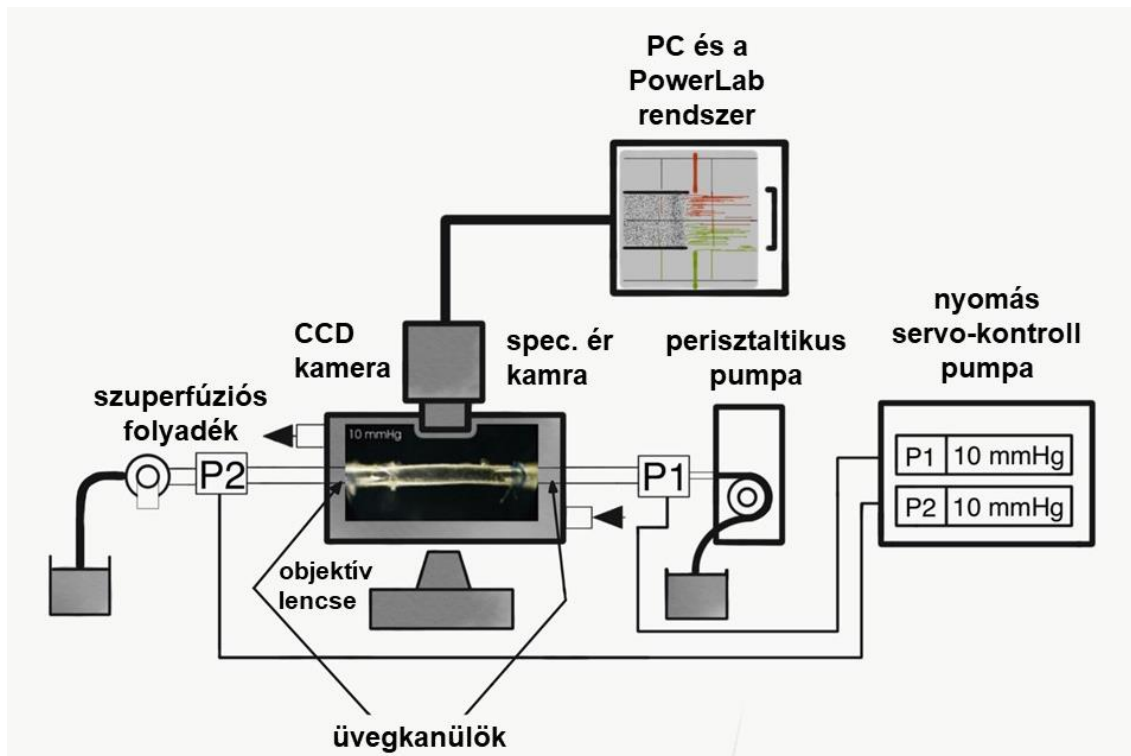 PC és a
PowerLab
rendszer
nyomás
servo-kontroll
pumpa
CCD
kamera
spec. ér
kamra
perisztaltikus
pumpa
szuperfúziós
folyadék
10 mmHg
P2
P1
P1 10 mmHg
P2 10 mmHg
objektív
lencse
üvegkanülök